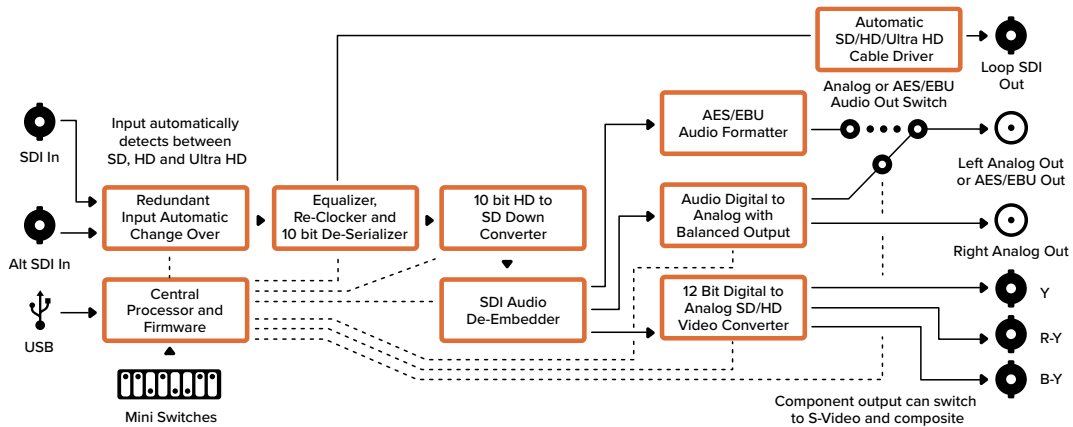 Automatic
SD/HD/Ultra HD
Cable Driver
Loop SDI
Out
Analog or AES/EBU
Audio Out Switch
SDI In
Input automatically
detects between
SD, HD and Ultra HD
AES/EBU
Audio Formatter
Left Analog Out
or AES/EBU Out
Redundant
Input Automatic
Change Over
Equalizer,
Re-Clocker and
10 bit De-Serializer
10 bit HD to
SD Down
Converter
Audio Digital to
Analog with
Balanced Output
Alt SDI In
Right Analog Out
Central
Processor and
Firmware
SDI Audio
De-Embedder
12 Bit Digital to
Analog SD/HD
Video Converter
Y
USB
R-Y
B-Y
Mini Switches
Component output can switch
to S-Video and composite